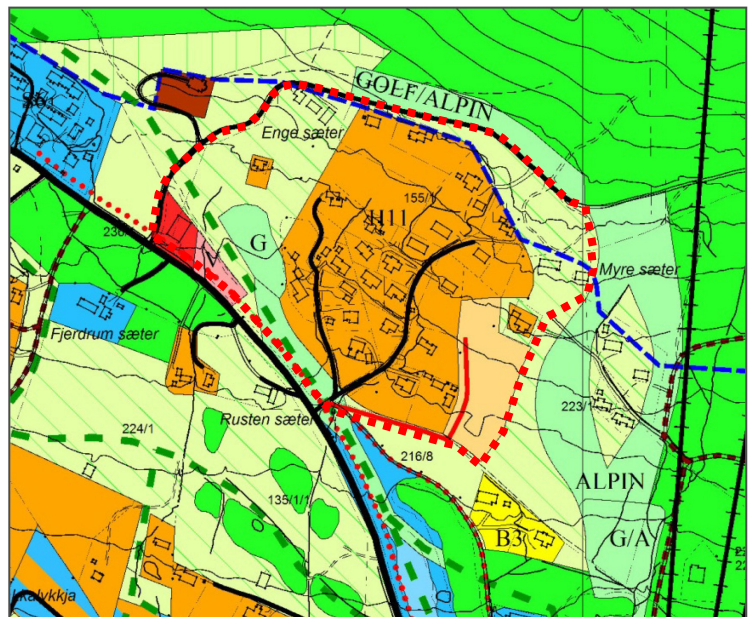 GOLF/ALPIN
Enge sæter
155/1
H11
G
Myre sæter
Fjerdrum sæter
Rusten sæter
223/1
224/1
216/8
ALPIN
135/1/1
B3
G/A